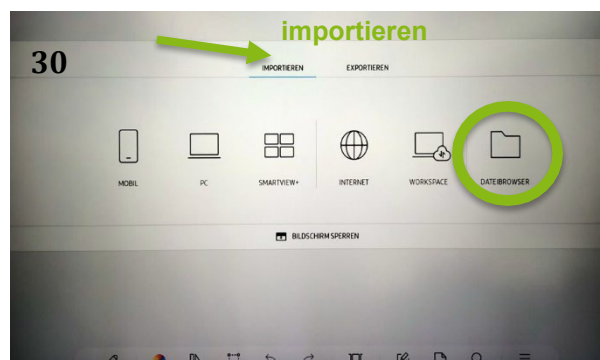 importieren
30
IMPORTIEREN EXPORTIEREN
MOBIL PC SMARTVIEW+ INTERNET WORKSPACE DATEIBROWSER
BILDSCHIRM SPERREN